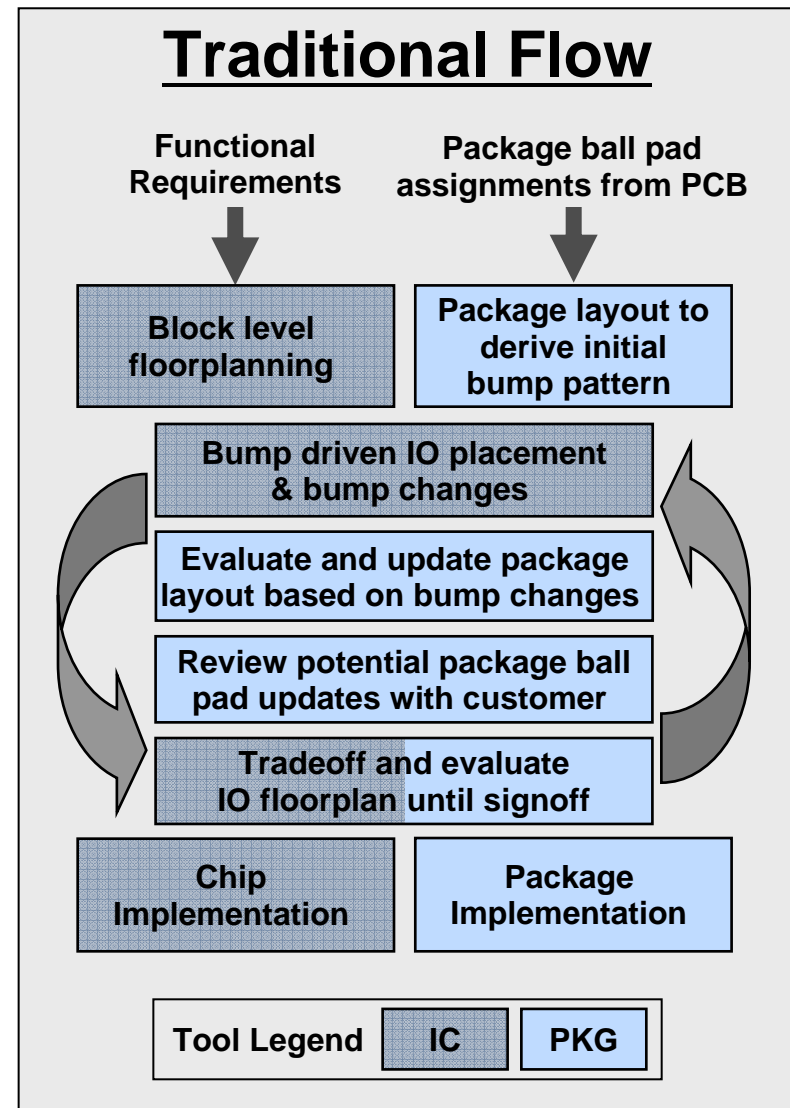 Traditional Flow
Functional
Requirements
Package ball pad
assignments from PCB
Block level
floorplanning
Package layout to
derive initial
bump pattern
Bump driven IO placement
& bump changes
Evaluate and update package
layout based on bump changes
Review potential package ball
pad updates with customer
Tradeoff and evaluate
IO floorplan until signoff
Chip
Implementation
Package
Implementation
Tool Legend
IC
PKG